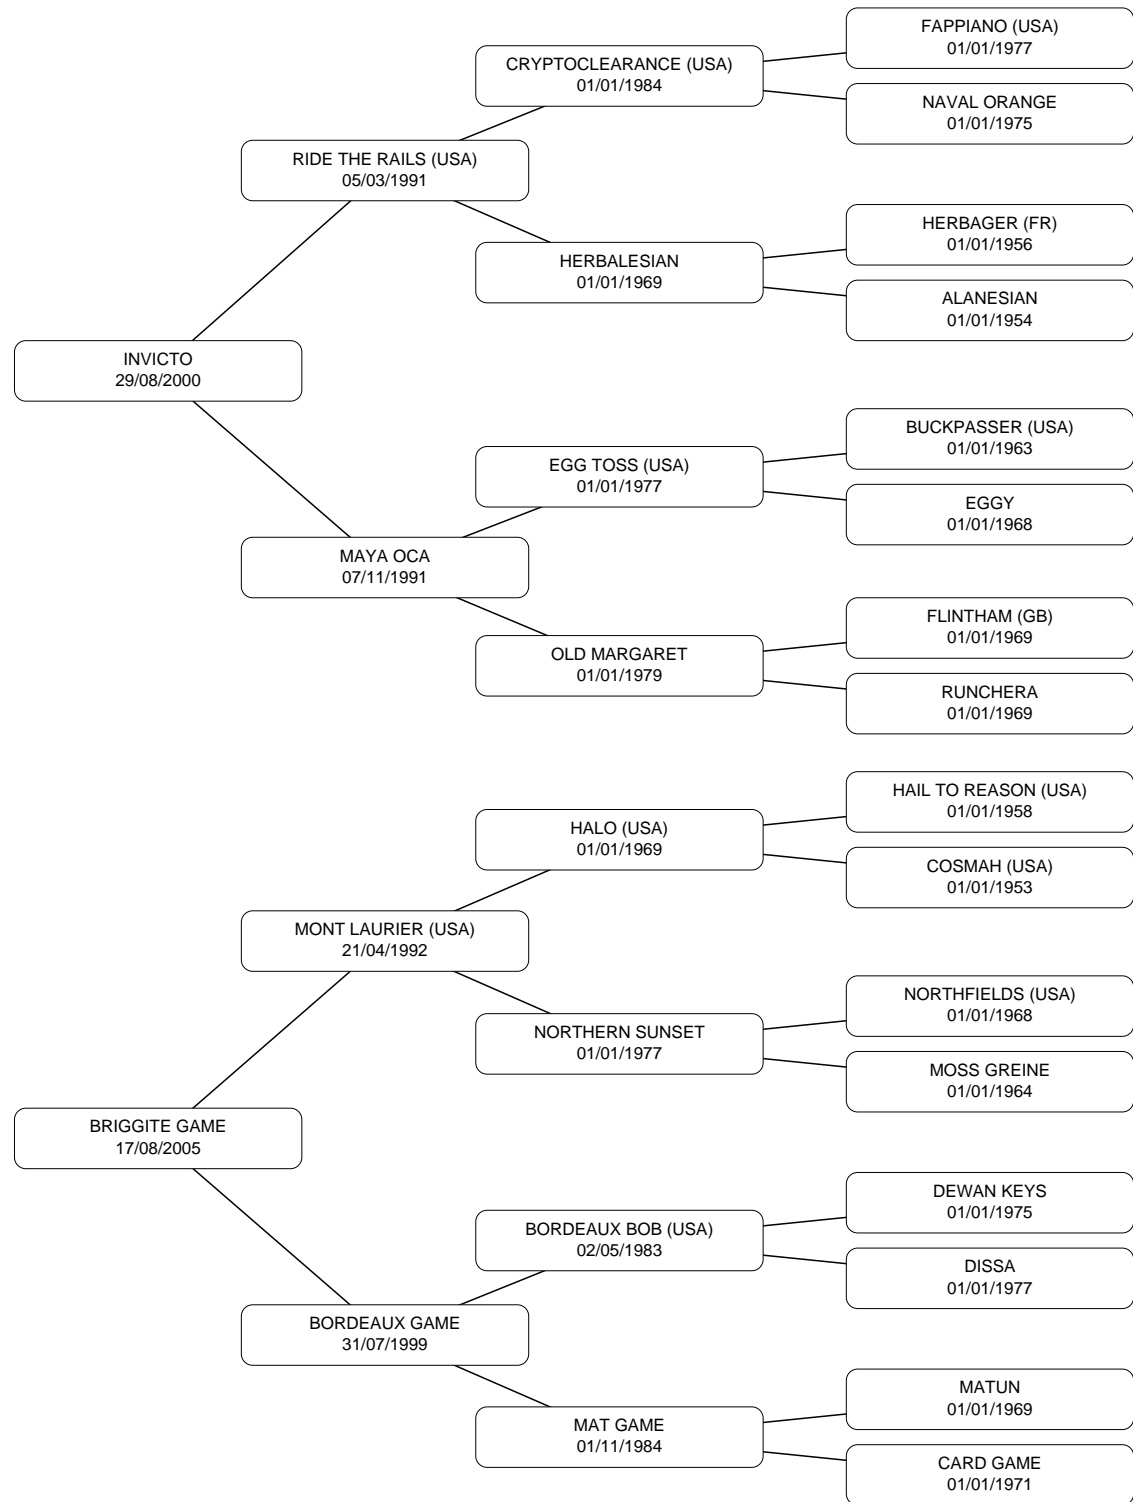 FAPPIANO (USA)
01/01/1977
CRYPTOCLEARANCE (USA)
01/01/1984
NAVAL ORANGE
01/01/1975
RIDE THE RAILS (USA)
05/03/1991
HERBAGER (FR)
01/01/1956
HERBALESIAN
01/01/1969
ALANESIAN
01/01/1954
INVICTO
29/08/2000
BUCKPASSER (USA)
01/01/1963
EGG TOSS (USA)
01/01/1977
EGGY
01/01/1968
MAYA OCA
07/11/1991
FLINTHAM (GB)
01/01/1969
OLD MARGARET
01/01/1979
RUNCHERA
01/01/1969
HAIL TO REASON (USA)
01/01/1958
HALO (USA)
01/01/1969
COSMAH (USA)
01/01/1953
MONT LAURIER (USA)
21/04/1992
NORTHFIELDS (USA)
01/01/1968
NORTHERN SUNSET
01/01/1977
MOSS GREINE
01/01/1964
BRIGGITE GAME
17/08/2005
DEWAN KEYS
01/01/1975
BORDEAUX BOB (USA)
02/05/1983
DISSA
01/01/1977
BORDEAUX GAME
31/07/1999
MATUN
01/01/1969
MAT GAME
01/11/1984
CARD GAME
01/01/1971